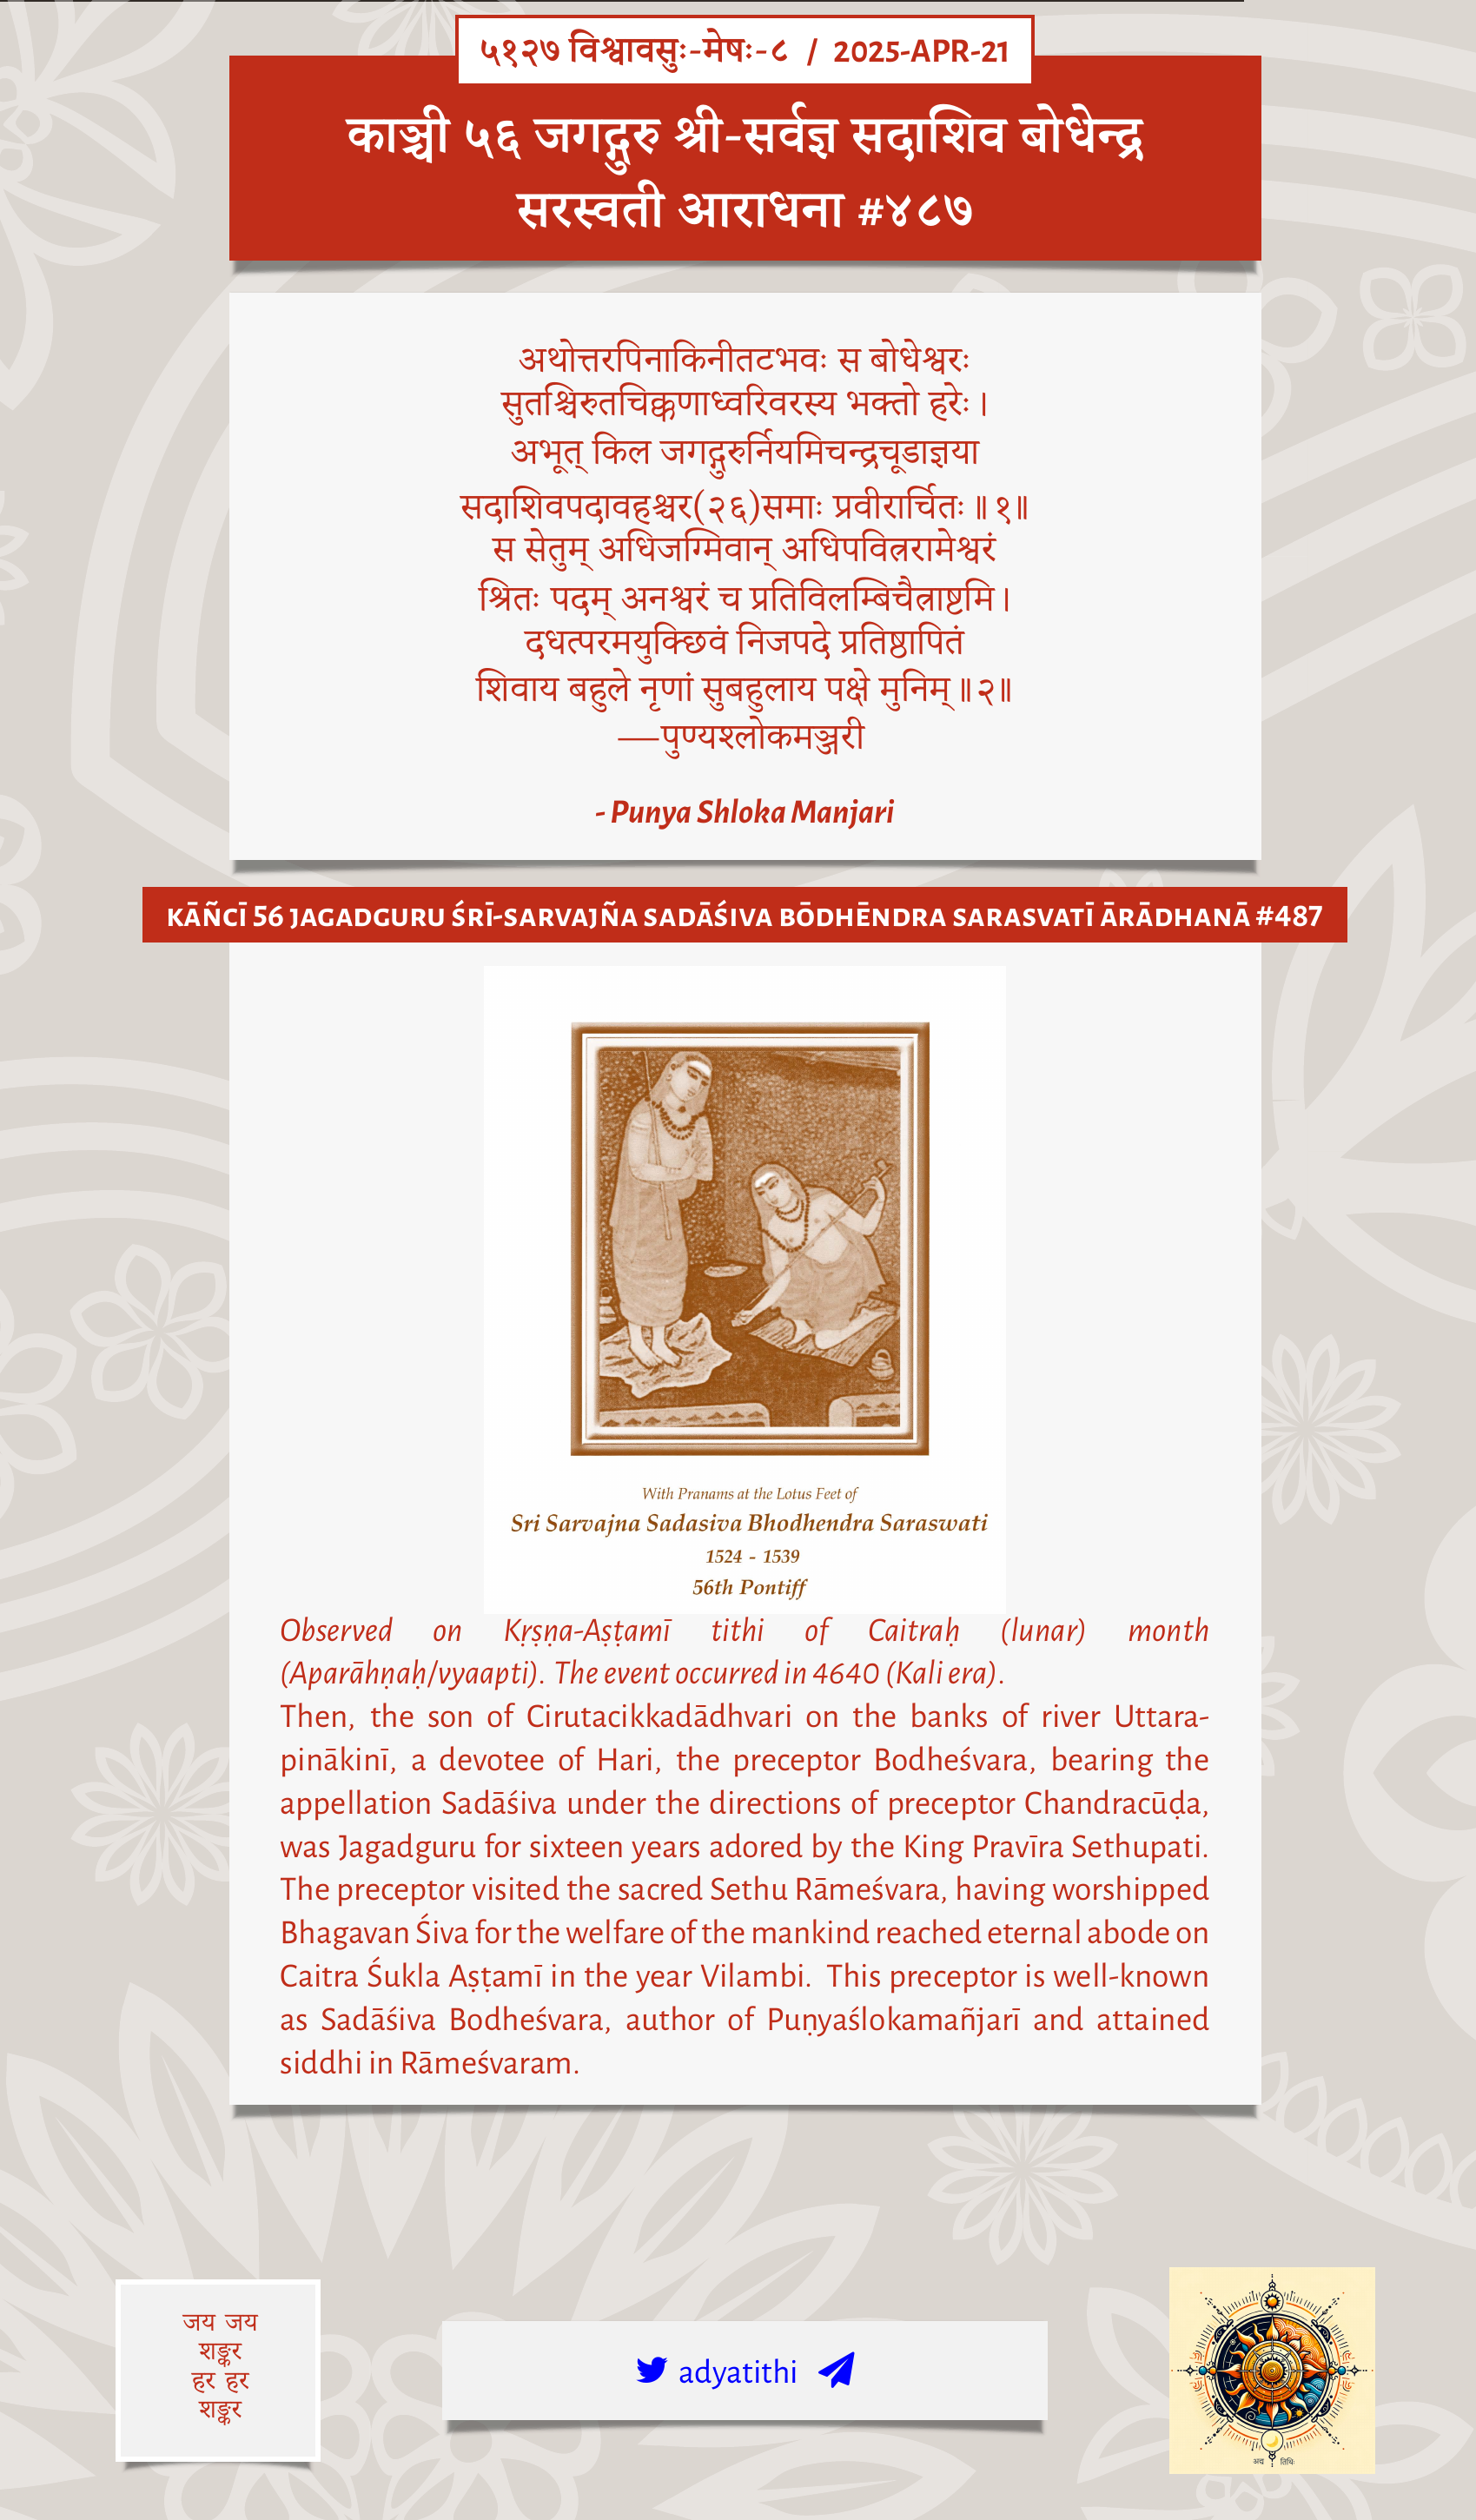 ५१२७ विश्वावसुः-मेषः-८ / 2025-APR-21
काञ्ची ५६ जगद्गुरु श्री-सर्वज्ञ सदाशिव बोधेन्द्र
सरस्वती आराधना #४८७
अथोत्तरपिनाकिनीतटभवः स बोधेश्वरः
सुतश्चिरुतचिक्कणाध्वरिवरस्य भक्तो हरेः।
अभूत् किल जगद्गुरुर्नियमिचन्द्रचूडाज्ञया
सदाशिवपदावहश्चर(२६)समाः प्रवीरार्चितः॥१॥
स सेतुम् अधिजग्मिवान् अधिपवित्ररामेश्वरं
श्रितः पदम् अनश्वरं च प्रतिविलम्बिचैत्राष्टमि।
दधत्परमयुक्छिवं निजपदे प्रतिष्ठापितं
शिवाय बहुले नृणां सुबहुलाय पक्षे मुनिम्॥२॥
—पुण्यश्लोकमञ्जरी
- Punya Shloka Manjari
KĀÑCĪ 56 JAGADGURU ŚRĪ-SARVAJÑA SADĀŚIVA BŌDHĒNDRA SARASVATĪ ĀRĀDHANĀ #487
With Pranams at the Lotus Feet of
Sri Sarvajna Sadasiva Bhodhendra Saraswati
1524 - 1539
56th Pontiff
Observed on Kṛṣṇa-Aṣṭamī tithi of Caitraḥ (lunar) month
(Aparāhṇaḥ/vyaapti). The event occurred in 4640 (Kali era).
Then, the son of Cirutacikkadādhvari on the banks of river Uttara-
pinākinī, a devotee of Hari, the preceptor Bodheśvara, bearing the
appellation Sadāśiva under the directions of preceptor Chandracūḍa,
was Jagadguru for sixteen years adored by the King Pravīra Sethupati.
The preceptor visited the sacred Sethu Rāmeśvara, having worshipped
Bhagavan Śiva for the welfare of the mankind reached eternal abode on
Caitra Śukla Aṣṭamī in the year Vilambi. This preceptor is well-known
as Sadāśiva Bodheśvara, author of Puṇyaślokamañjarī and attained
siddhi in Rāmeśvaram.
जय जय
शङ्कर
हर हर
शङ्कर
adyatithi
अद्य तिथिः